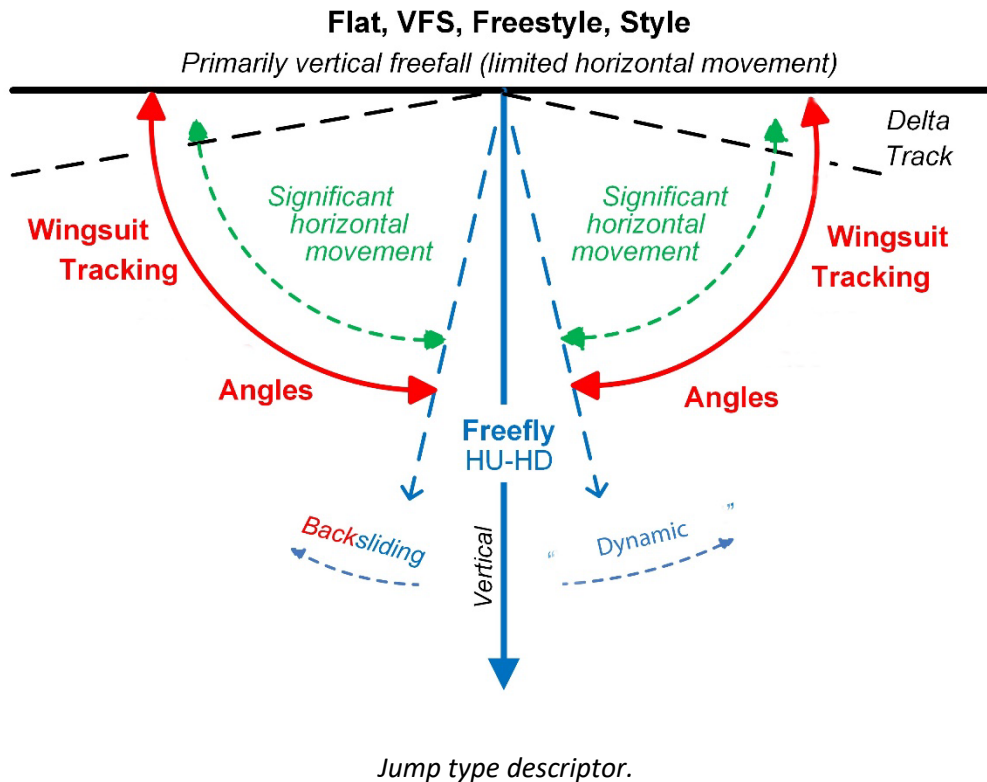 Flat, VFS, Freestyle, Style
Primarily vertical freefall (limited horizontal movement)
Delta
Track
Significant
horizontal
movement
Significant
horizontal
movement
Wingsuit
Tracking
Wingsuit
Tracking
Angles
Angles
Freefly
HU-HD
Backsliding
Vertical
“ Dynamic ”
Jump type descriptor.